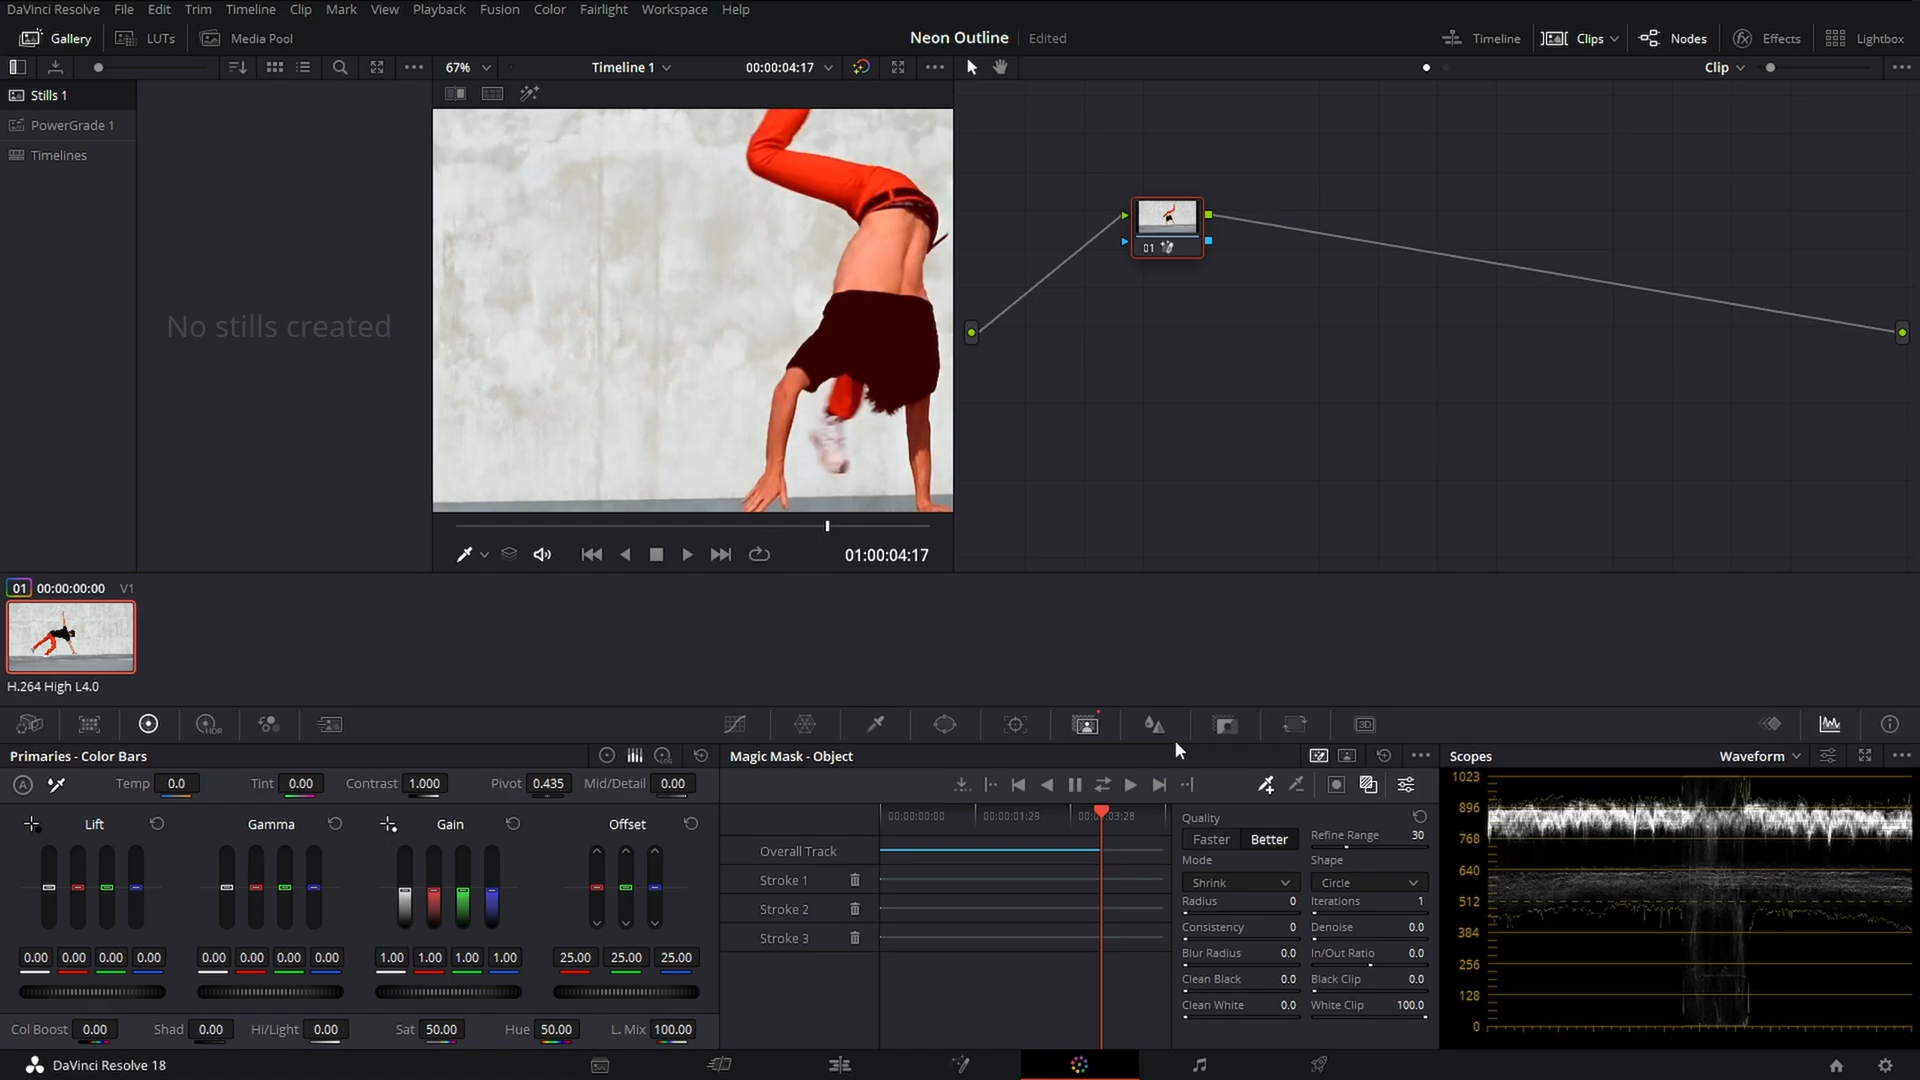 DaVinci Resolve File Edit Trim Timeline Clip Mark View Playback Fusion Color Fairlight Workspace Help
Gallery LUTs Media Pool Neon Outline Edited Timeline Clips Nodes Effects Lightbox
67% Timeline 1 00:00:04:17 Clip
Stills 1
PowerGrade 1
Timelines
No stills created
01
01:00:04:17
01 00:00:00:00 V1
H.264 High L4.0
HDR
3D
Primaries - Color Bars LOG Magic Mask - Object Scopes Waveform
A Temp 0.0 Tint 0.00 Contrast 1.000 Pivot 0.435 Mid/Detail 0.00
Lift Gamma Gain Offset
0.00 0.00 0.00 0.00 0.00 0.00 0.00 0.00 1.00 1.00 1.00 1.00 25.00 25.00 25.00
Col Boost 0.00 Shad 0.00 Hi/Light 0.00 Sat 50.00 Hue 50.00 L. Mix 100.00
00:00:00:00 00:00:01:29 00:0 03:28
Overall Track
Stroke 1
Stroke 2
Stroke 3
Quality
Faster Better Refine Range 30
Mode Shape
Shrink Circle
Radius 0 Iterations 1
Consistency 0 Denoise 0.0
Blur Radius 0.0 In/Out Ratio 0.0
Clean Black 0.0 Black Clip 0.0
Clean White 0.0 White Clip 100.0
1023
896
768
640
512
384
256
128
0
DaVinci Resolve 18